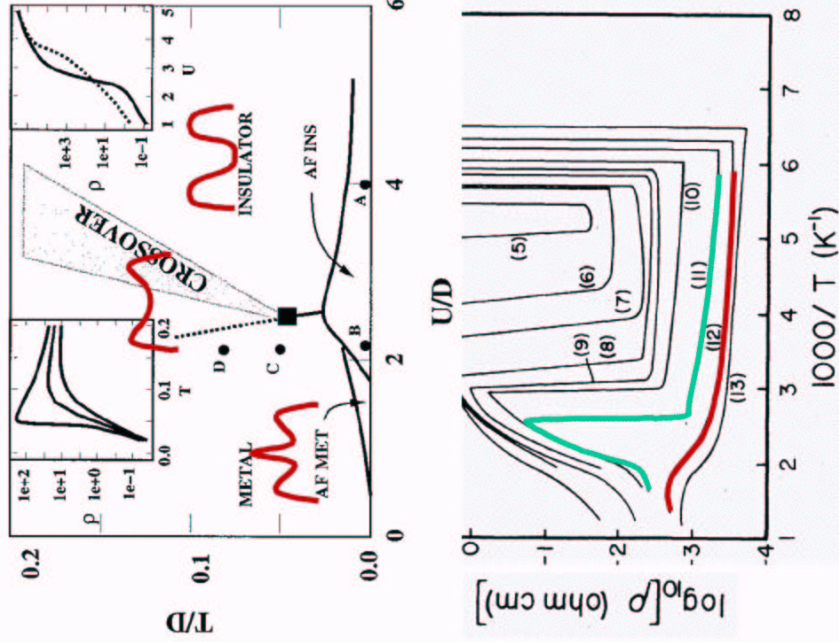 T/D
0.2
0.1
0.0
0
2
4
6
U/D
ρ
1e+2
1e+1
1e+0
1e-1
0.0
0.1
0.2
T
ρ
1e+3
1e+1
1e-1
1
2
3
4
5
U
CROSSOVER
METAL
INSULATOR
AF MET
AF INS
A
B
C
D
log₁₀[ρ (ohm cm)]
0
-1
-2
-3
-4
1
2
3
4
5
6
7
8
1000/T (K⁻¹)
(5)
(6)
(7)
(8)
(9)
(10)
(11)
(12)
(13)